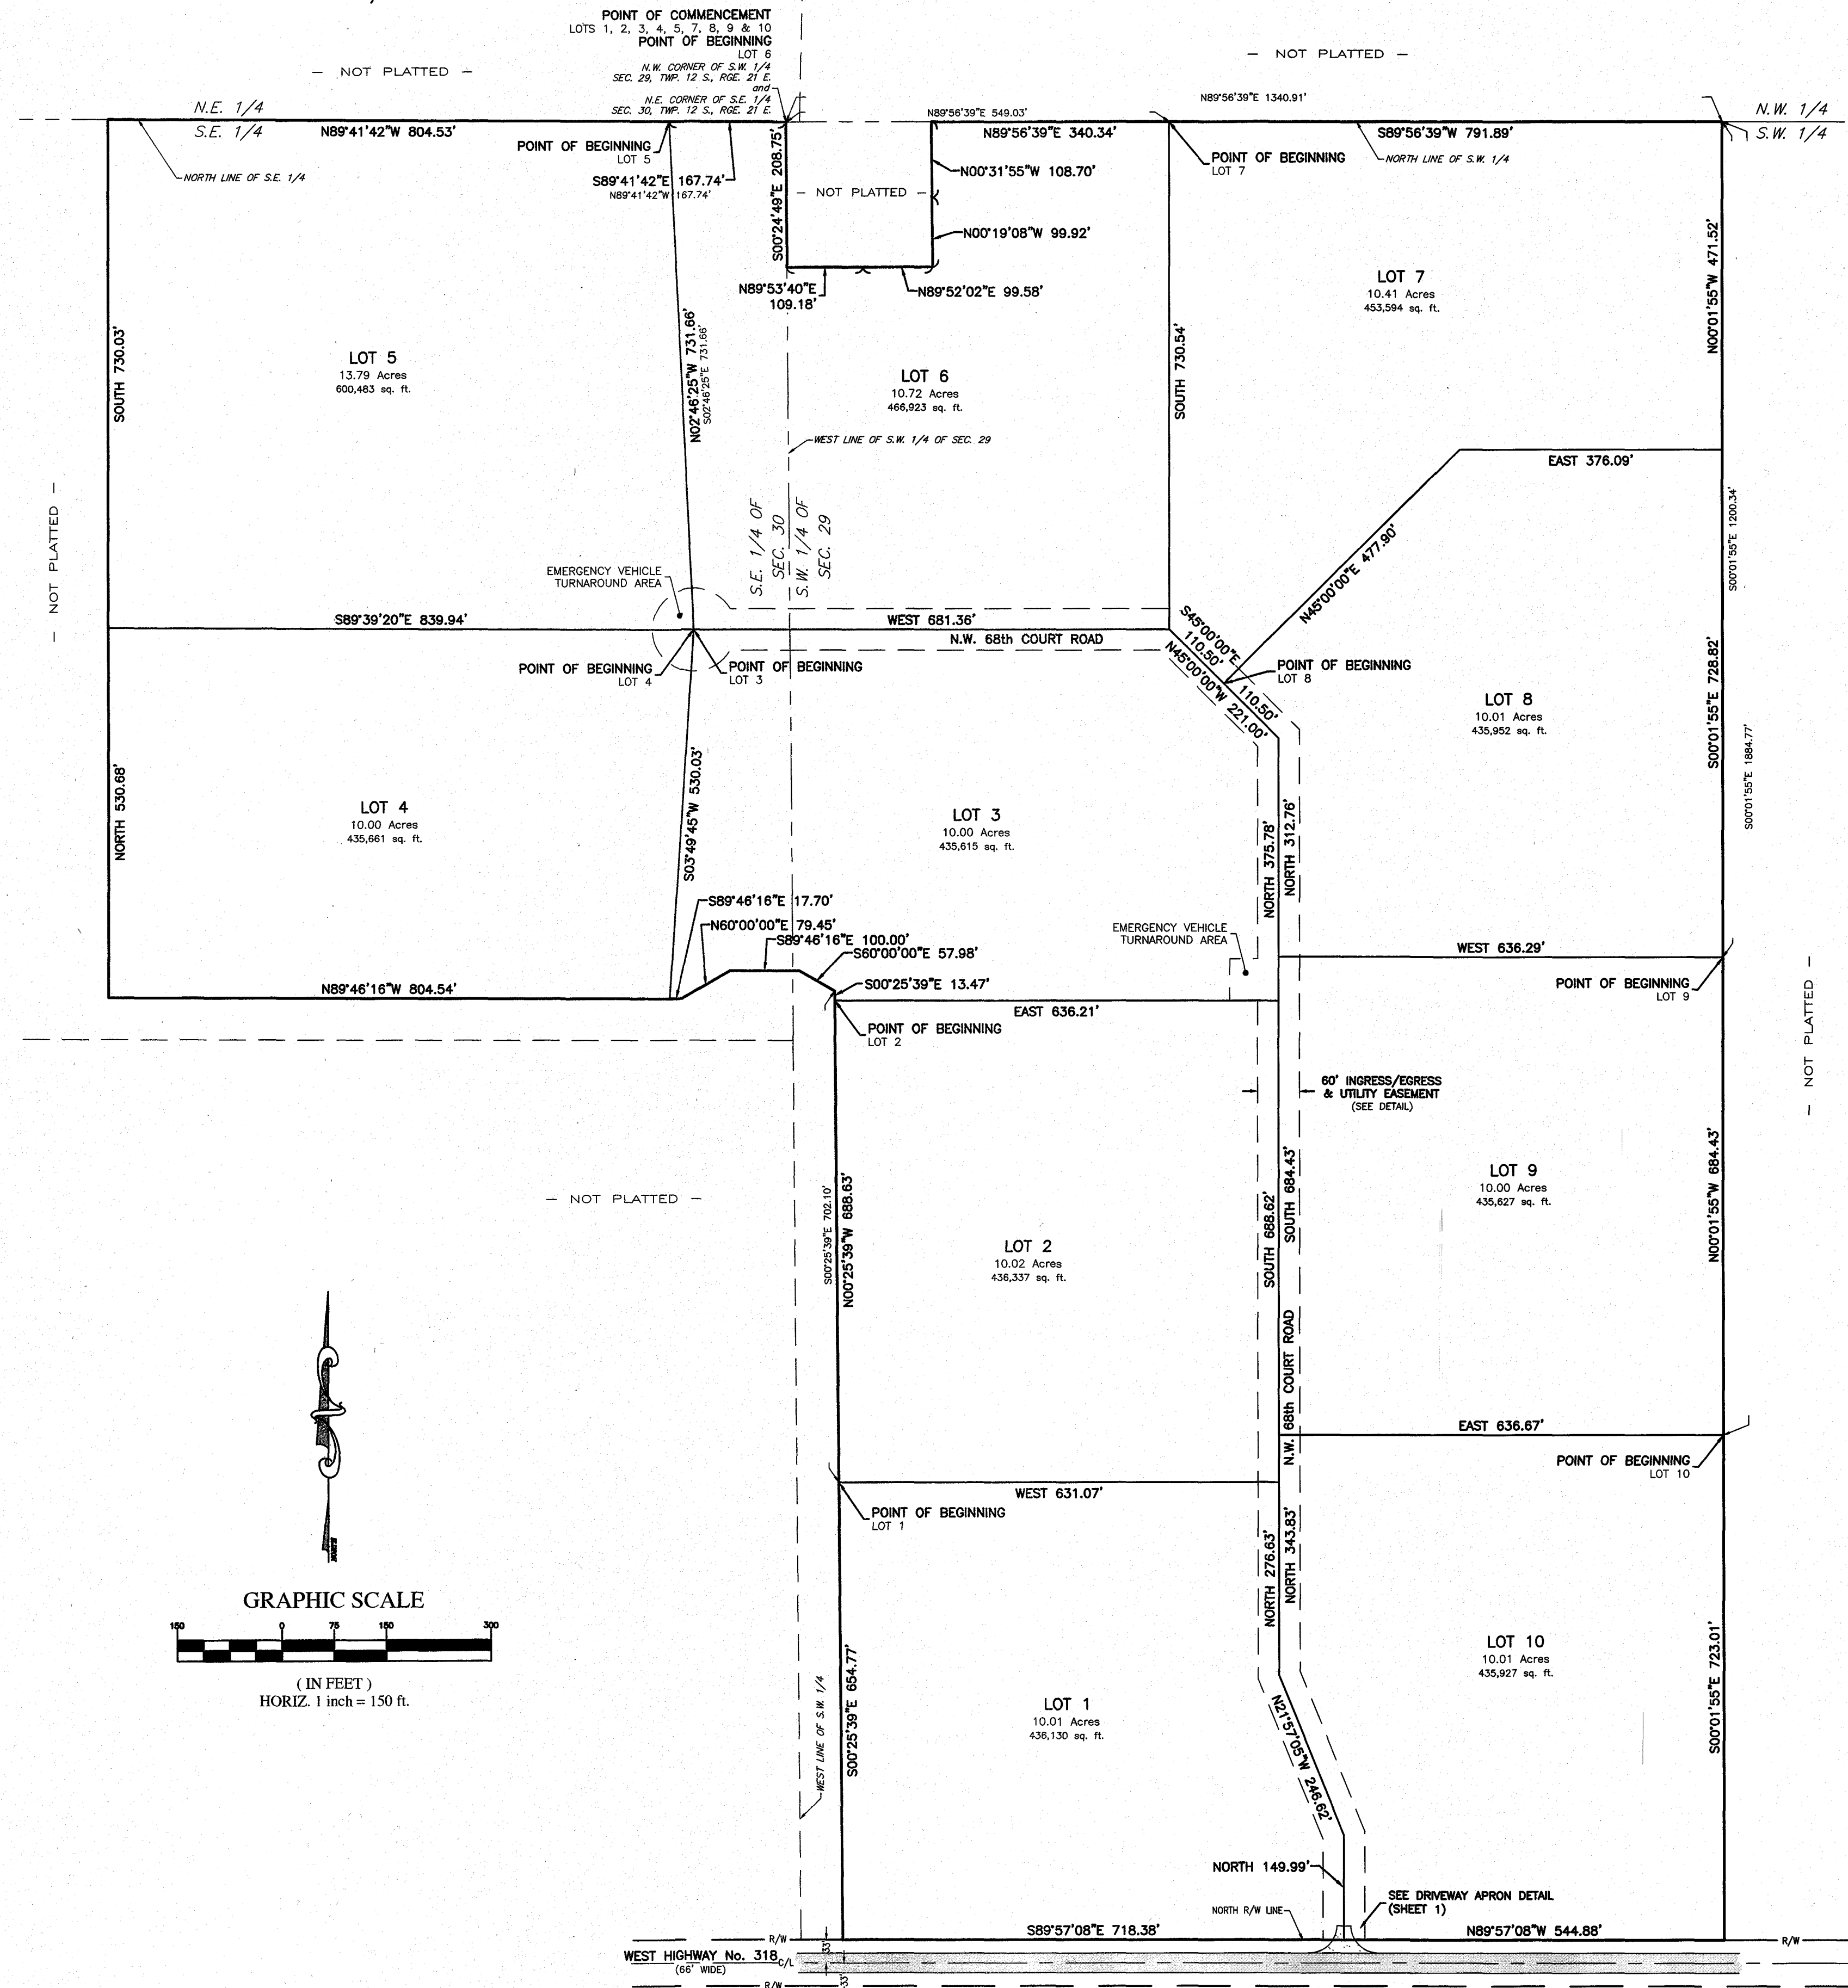 POINT OF COMMENCEMENT
LOTS 1, 2, 3, 4, 5, 7, 8, 9 & 10
POINT OF BEGINNING
LOT 6
N.W. CORNER OF S.W. 1/4
SEC. 29, TWP. 12 S., RGE. 21 E.
and
N.E. CORNER OF S.E. 1/4
SEC. 30, TWP. 12 S., RGE. 21 E.
— NOT PLATTED —
— NOT PLATTED —
N.E. 1/4
S.E. 1/4
N89°41'42"W 804.53'
NORTH LINE OF S.E. 1/4
POINT OF BEGINNING
LOT 5
S89°41'42"E 167.74'
N89°41'42"W 167.74'
S00°24'49"E 208.75'
N89°56'39"E 549.03'
N89°56'39"E 340.34'
N89°56'39"E 1340.91'
S89°56'39"W 791.89'
NORTH LINE OF S.W. 1/4
N.W. 1/4
S.W. 1/4
POINT OF BEGINNING
LOT 7
N00°31'55"W 108.70'
— NOT PLATTED —
N00°19'08"W 99.92'
N89°53'40"E
109.18'
N89°52'02"E 99.58'
N00°01'55"W 471.52'
LOT 7
10.41 Acres
453,594 sq. ft.
SOUTH 730.03'
LOT 5
13.79 Acres
600,483 sq. ft.
N02°46'25"W 731.66'
S02°46'25"E 731.66'
LOT 6
10.72 Acres
466,923 sq. ft.
SOUTH 730.54'
WEST LINE OF S.W. 1/4 OF SEC. 29
EAST 376.09'
— NOT PLATTED —
S.E. 1/4 OF
SEC. 30
S.W. 1/4 OF
SEC. 29
N45°00'00"E 477.90'
S00°01'55"E 1200.34'
EMERGENCY VEHICLE
TURNAROUND AREA
S89°39'20"E 839.94'
WEST 681.36'
N.W. 68th COURT ROAD
S45°00'00"E
110.50'
N45°00'00"W 221.00'
110.50'
POINT OF BEGINNING
LOT 4
POINT OF BEGINNING
LOT 3
POINT OF BEGINNING
LOT 8
LOT 8
10.01 Acres
435,952 sq. ft.
S00°01'55"E 728.82'
S00°01'55"E 1884.77'
NORTH 530.68'
LOT 4
10.00 Acres
435,661 sq. ft.
S03°49'45"W 530.03'
LOT 3
10.00 Acres
435,615 sq. ft.
NORTH 375.78'
NORTH 312.76'
S89°46'16"E 17.70'
N60°00'00"E 79.45'
S89°46'16"E 100.00'
S60°00'00"E 57.98'
S00°25'39"E 13.47'
EMERGENCY VEHICLE
TURNAROUND AREA
WEST 636.29'
POINT OF BEGINNING
LOT 9
N89°46'16"W 804.54'
EAST 636.21'
POINT OF BEGINNING
LOT 2
— NOT PLATTED —
60' INGRESS/EGRESS
& UTILITY EASEMENT
(SEE DETAIL)
— NOT PLATTED —
S00°25'39"E 702.10'
N00°25'39"W 688.63'
LOT 2
10.02 Acres
436,337 sq. ft.
SOUTH 688.62'
SOUTH 684.43'
LOT 9
10.00 Acres
435,627 sq. ft.
N00°01'55"W 684.43'
N.W. 68th COURT ROAD
EAST 636.67'
POINT OF BEGINNING
LOT 10
WEST 631.07'
POINT OF BEGINNING
LOT 1
NORTH
GRAPHIC SCALE
150 0 75 150 300
( IN FEET )
HORIZ. 1 inch = 150 ft.
NORTH 276.63'
NORTH 343.83'
WEST LINE OF S.W. 1/4
S00°25'39"E 654.77'
LOT 1
10.01 Acres
436,130 sq. ft.
LOT 10
10.01 Acres
435,927 sq. ft.
S00°01'55"E 723.01'
N21°57'05"W 246.62'
NORTH 149.99'
NORTH R/W LINE
SEE DRIVEWAY APRON DETAIL
(SHEET 1)
S89°57'08"E 718.38'
N89°57'08"W 544.88'
R/W
R/W
WEST HIGHWAY No. 318
(66' WIDE)
C/L
33'
33'
R/W